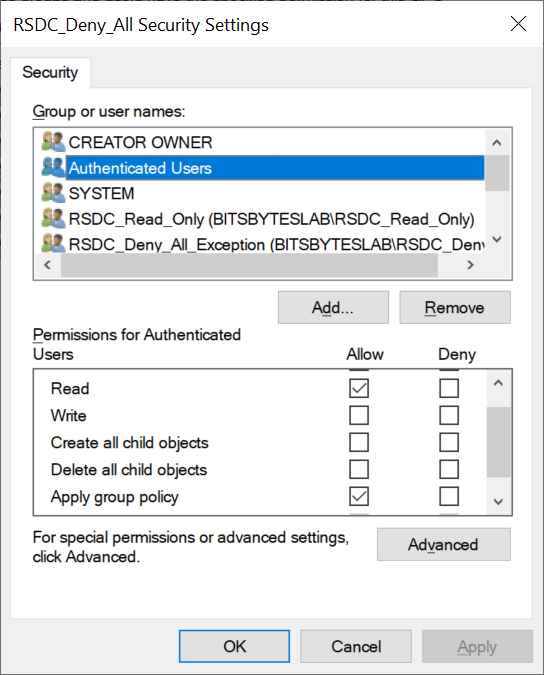 RSDC_Deny_All Security Settings
Security
Group or user names:
CREATOR OWNER
Authenticated Users
SYSTEM
RSDC_Read_Only (BITSBYTESLAB\RSDC_Read_Only)
RSDC_Deny_All_Exception (BITSBYTESLAB\RSDC_Deny
Add...
Remove
Permissions for Authenticated
Users
Allow
Deny
Read
Write
Create all child objects
Delete all child objects
Apply group policy
For special permissions or advanced settings,
click Advanced.
Advanced
OK
Cancel
Apply